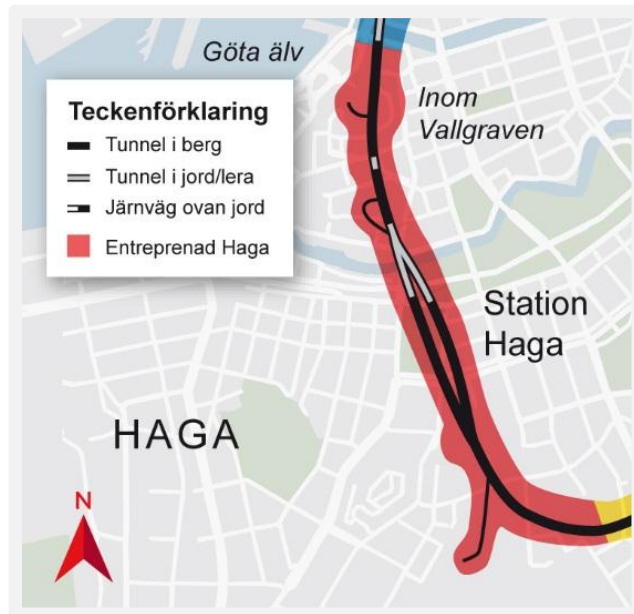 Göta älv
Inom
Vallgraven
Teckenförklaring
Tunnel i berg
Tunnel i jord/lera
Järnväg ovan jord
Entreprenad Haga
Station
Haga
HAGA
N